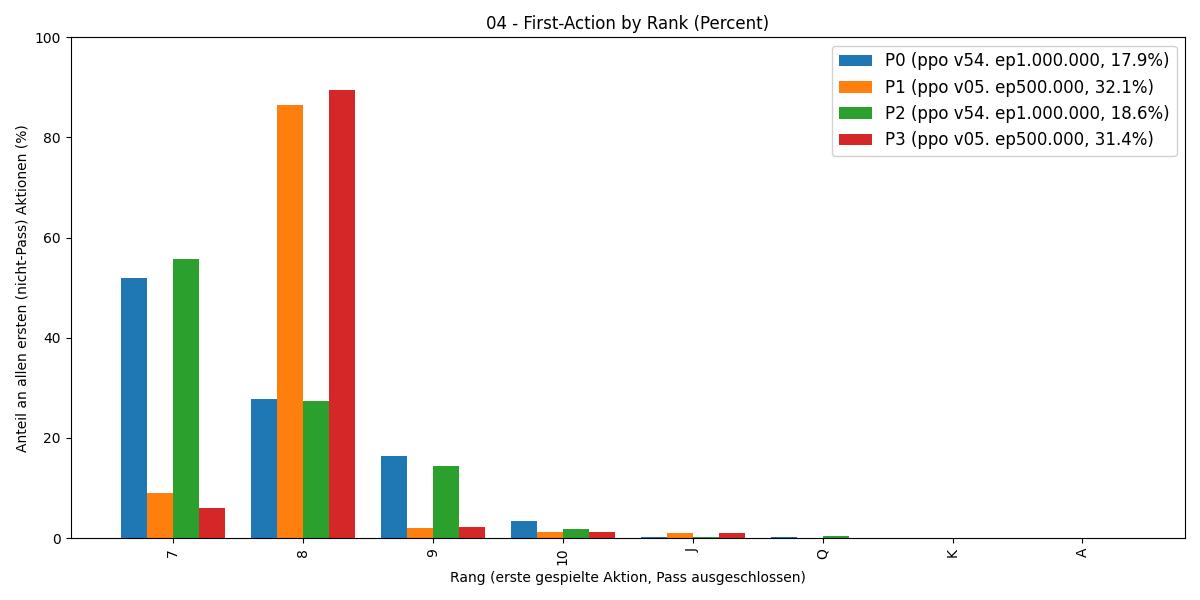 04 - First-Action by Rank (Percent)
Anteil an allen ersten (nicht-Pass) Aktionen (%)
100
80
60
40
20
0
P0 (ppo v54. ep1.000.000, 17.9%)
P1 (ppo v05. ep500.000, 32.1%)
P2 (ppo v54. ep1.000.000, 18.6%)
P3 (ppo v05. ep500.000, 31.4%)
7 8 9 10 J Q K A
Rang (erste gespielte Aktion, Pass ausgeschlossen)